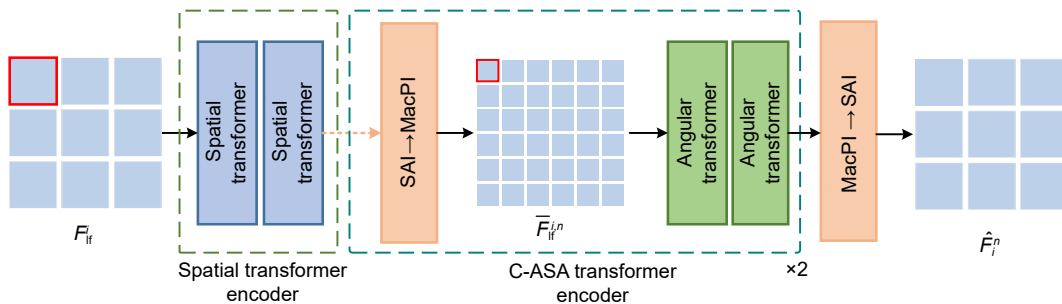 Spatial
transformer
Spatial
transformer
SAI→MacPI
Angular
transformer
Angular
transformer
MacPI→SAI
F_lf^i
F̅_lf^{i,n}
F̂_i^n
Spatial transformer
encoder
C-ASA transformer
encoder
×2